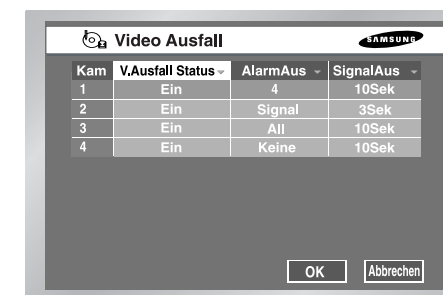 Video Ausfall SAMSUNG
Kam V.Ausfall Status AlarmAus SignalAus
1 Ein 4 10Sek
2 Ein Signal 3Sek
3 Ein All 10Sek
4 Ein Keine 10Sek
OK Abbrechen